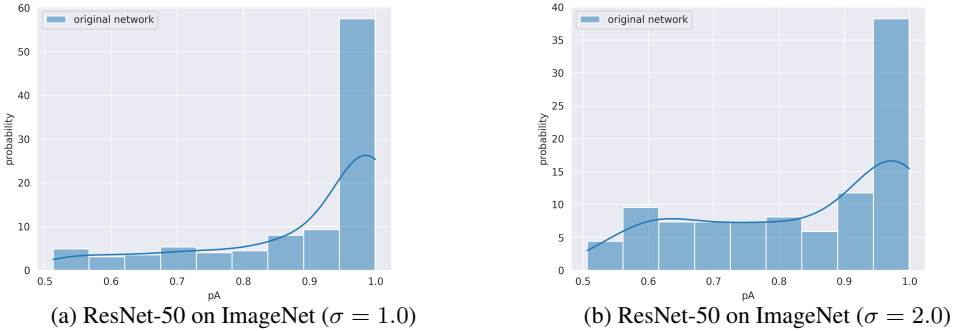 original network
probability
60
50
40
30
20
10
0
0.5 0.6 0.7 0.8 0.9 1.0
pA
(a) ResNet-50 on ImageNet (σ = 1.0)
original network
probability
40
35
30
25
20
15
10
5
0
0.5 0.6 0.7 0.8 0.9 1.0
pA
(b) ResNet-50 on ImageNet (σ = 2.0)